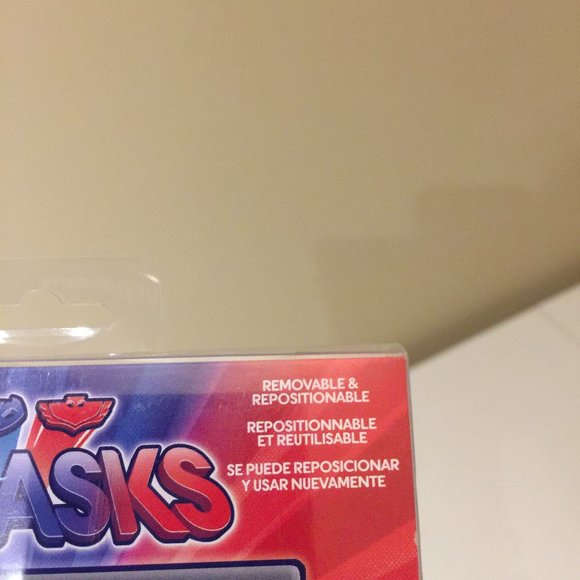 REMOVABLE &
REPOSITIONABLE
REPOSITIONNABLE
ET REUTILISABLE
SE PUEDE REPOSICIONAR
Y USAR NUEVAMENTE
ASKS